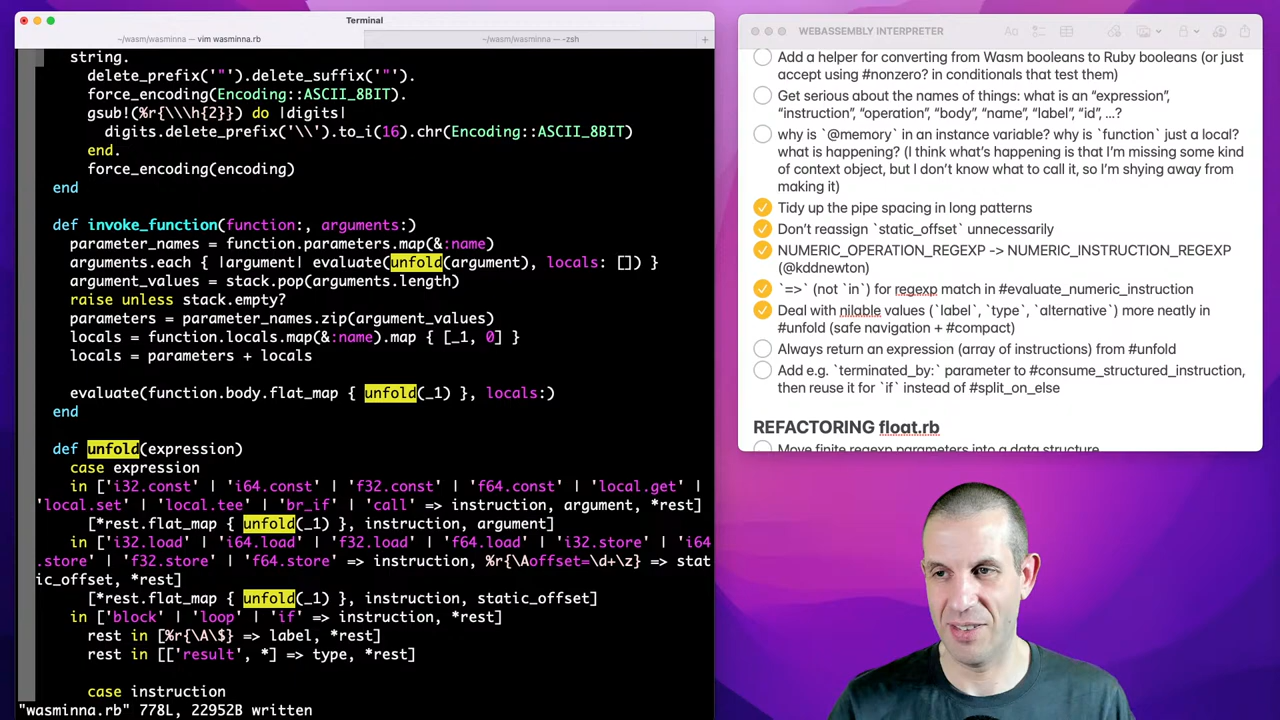 Terminal
~/wasm/wasminna — vim wasminna.rb
~/wasm/wasminna — -zsh
+
string.
delete_prefix('"').delete_suffix('"').
force_encoding(Encoding::ASCII_8BIT).
gsub!(%r{\\\h{2}}) do |digits|
digits.delete_prefix('\\').to_i(16).chr(Encoding::ASCII_8BIT)
end.
force_encoding(encoding)
end
def invoke_function(function:, arguments:)
parameter_names = function.parameters.map(&:name)
arguments.each { |argument| evaluate(unfold(argument), locals: []) }
argument_values = stack.pop(arguments.length)
raise unless stack.empty?
parameters = parameter_names.zip(argument_values)
locals = function.locals.map(&:name).map { [_1, 0] }
locals = parameters + locals
evaluate(function.body.flat_map { unfold(_1) }, locals:)
end
def unfold(expression)
case expression
in ['i32.const' | 'i64.const' | 'f32.const' | 'f64.const' | 'local.get' |
'local.set' | 'local.tee' | 'br_if' | 'call' => instruction, argument, *rest]
[*rest.flat_map { unfold(_1) }, instruction, argument]
in ['i32.load' | 'i64.load' | 'f32.load' | 'f64.load' | 'i32.store' | 'i64
.store' | 'f32.store' | 'f64.store' => instruction, %r{\Aoffset=\d+\z} => stat
ic_offset, *rest]
[*rest.flat_map { unfold(_1) }, instruction, static_offset]
in ['block' | 'loop' | 'if' => instruction, *rest]
rest in [%r{\A\$} => label, *rest]
rest in [['result', *] => type, *rest]
case instruction
"wasminna.rb" 778L, 22952B written
WEBASSEMBLY INTERPRETER
Aa
Add a helper for converting from Wasm booleans to Ruby booleans (or just
accept using #nonzero? in conditionals that test them)
Get serious about the names of things: what is an “expression”,
“instruction”, “operation”, “body”, “name”, “label”, “id”, …?
why is `@memory` in an instance variable? why is `function` just a local?
what is happening? (I think what’s happening is that I’m missing some kind
of context object, but I don’t know what to call it, so I’m shying away from
making it)
Tidy up the pipe spacing in long patterns
Don’t reassign `static_offset` unnecessarily
NUMERIC_OPERATION_REGEXP -> NUMERIC_INSTRUCTION_REGEXP
(@kddnewton)
`=>` (not `in`) for regexp match in #evaluate_numeric_instruction
Deal with nilable values (`label`, `type`, `alternative`) more neatly in
#unfold (safe navigation + #compact)
Always return an expression (array of instructions) from #unfold
Add e.g. `terminated_by:` parameter to #consume_structured_instruction,
then reuse it for `if` instead of #split_on_else
REFACTORING float.rb
Move finite regexp parameters into a data structure